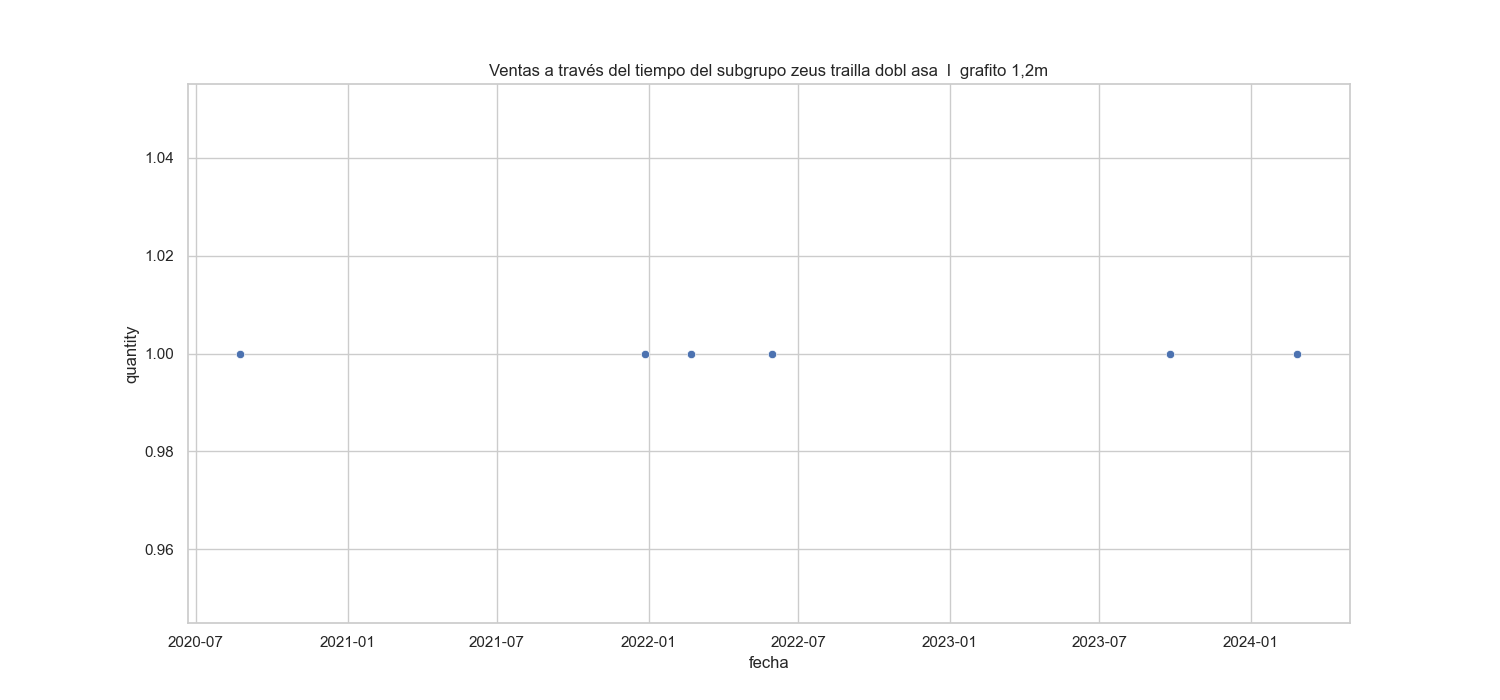 Ventas a través del tiempo del subgrupo zeus trailla dobl asa  l  grafito 1,2m
1.04
1.02
1.00
0.98
0.96
quantity
2020-07 2021-01 2021-07 2022-01 2022-07 2023-01 2023-07 2024-01
fecha